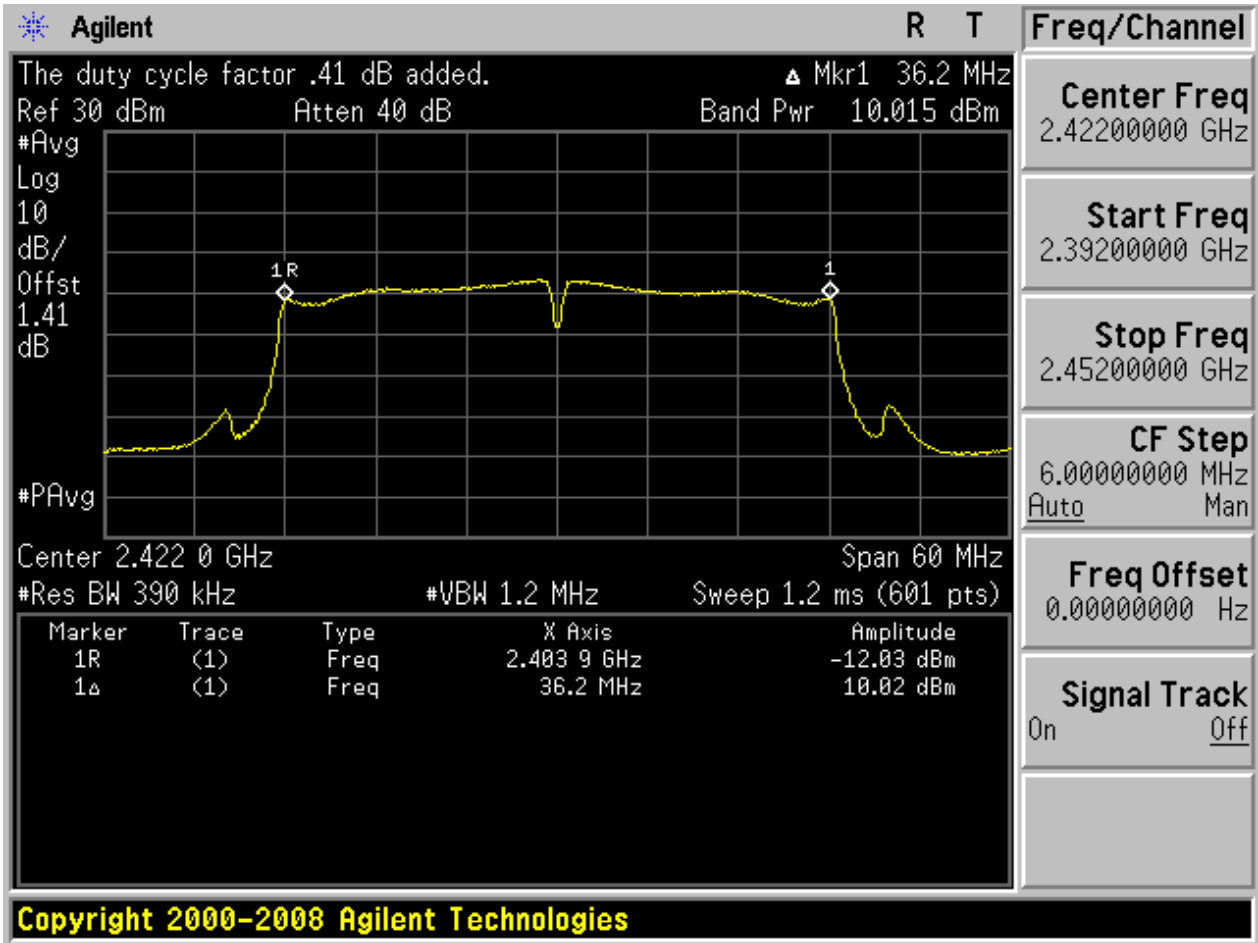 Agilent
R T
Freq/Channel
The duty cycle factor .41 dB added.
Δ Mkr1 36.2 MHz
Ref 30 dBm
Atten 40 dB
Band Pwr 10.015 dBm
#Avg
Log
10
dB/
Offst
1.41
dB
#PAvg
1R
1
Center 2.422 0 GHz
Span 60 MHz
#Res BW 390 kHz
#VBW 1.2 MHz
Sweep 1.2 ms (601 pts)
Marker Trace Type X Axis Amplitude
1R (1) Freq 2.403 9 GHz -12.03 dBm
1Δ (1) Freq 36.2 MHz 10.02 dBm
Center Freq
2.42200000 GHz
Start Freq
2.39200000 GHz
Stop Freq
2.45200000 GHz
CF Step
6.00000000 MHz
Auto Man
Freq Offset
0.00000000 Hz
Signal Track
On Off
Copyright 2000-2008 Agilent Technologies